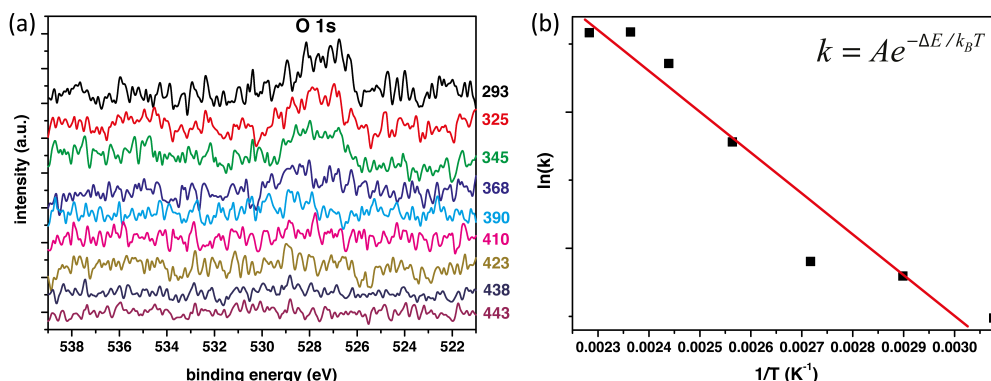 (a)
O 1s
intensity (a.u.)
293
325
345
368
390
410
423
438
443
538 536 534 532 530 528 526 524 522
binding energy (eV)
(b)
k = Ae^{-ΔE/k_BT}
ln(k)
0.0023 0.0024 0.0025 0.0026 0.0027 0.0028 0.0029 0.0030
1/T (K⁻¹)